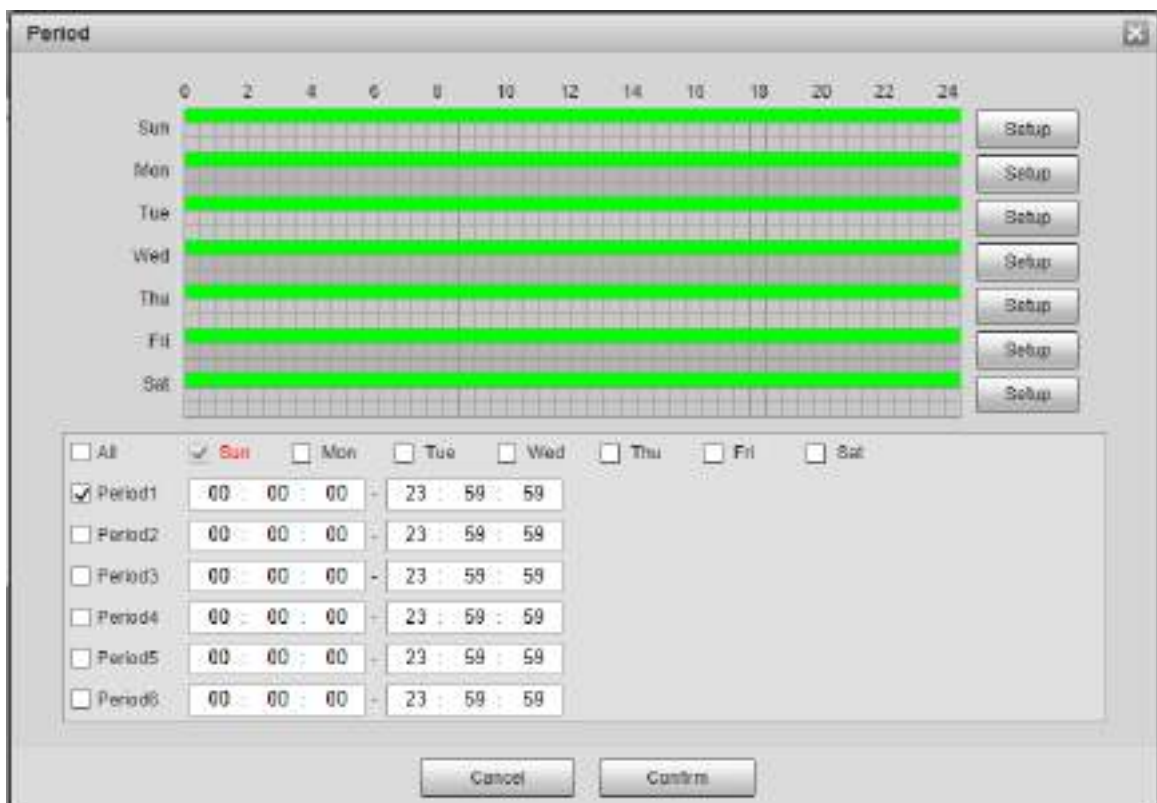 Period
0 2 4 6 8 10 12 14 16 18 20 22 24
Sun Setup
Mon Setup
Tue Setup
Wed Setup
Thu Setup
Fri Setup
Sat Setup
All Sun Mon Tue Wed Thu Fri Sat
Period1 00 : 00 : 00 - 23 : 59 : 59
Period2 00 : 00 : 00 - 23 : 59 : 59
Period3 00 : 00 : 00 - 23 : 59 : 59
Period4 00 : 00 : 00 - 23 : 59 : 59
Period5 00 : 00 : 00 - 23 : 59 : 59
Period6 00 : 00 : 00 - 23 : 59 : 59
Cancel Confirm